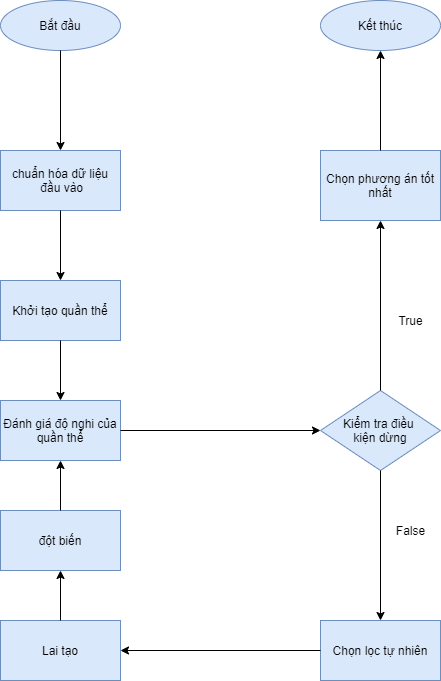 Bắt đầu
Kết thúc
chuẩn hóa dữ liệu
đầu vào
Chọn phương án tốt
nhất
Khởi tạo quần thể
True
Đánh giá độ nghi của
quần thể
Kiểm tra điều
kiện dừng
đột biến
False
Lai tạo
Chọn lọc tự nhiên